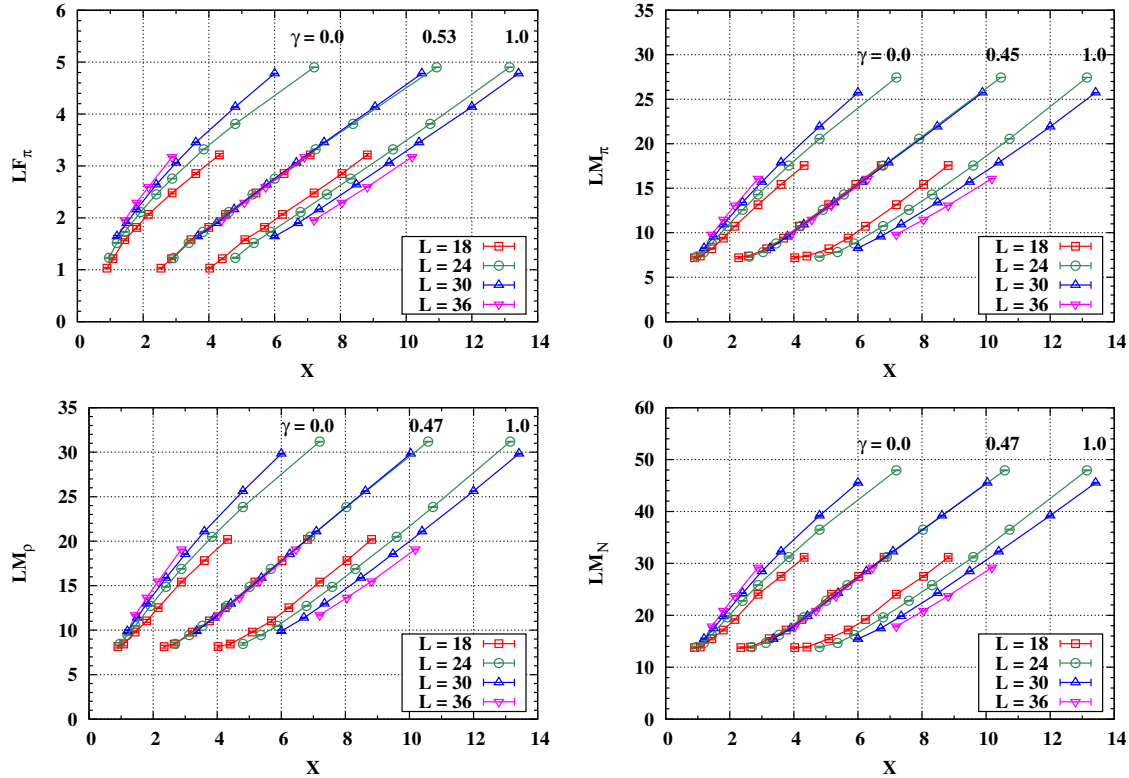 6
5
4
3
2
1
0
LF_π
γ = 0.0 0.53 1.0
L = 18
L = 24
L = 30
L = 36
0 2 4 6 8 10 12 14
X
35
30
25
20
15
10
5
0
LM_π
γ = 0.0 0.45 1.0
L = 18
L = 24
L = 30
L = 36
0 2 4 6 8 10 12 14
X
35
30
25
20
15
10
5
0
LM_ρ
γ = 0.0 0.47 1.0
L = 18
L = 24
L = 30
L = 36
0 2 4 6 8 10 12 14
X
60
50
40
30
20
10
0
LM_N
γ = 0.0 0.47 1.0
L = 18
L = 24
L = 30
L = 36
0 2 4 6 8 10 12 14
X